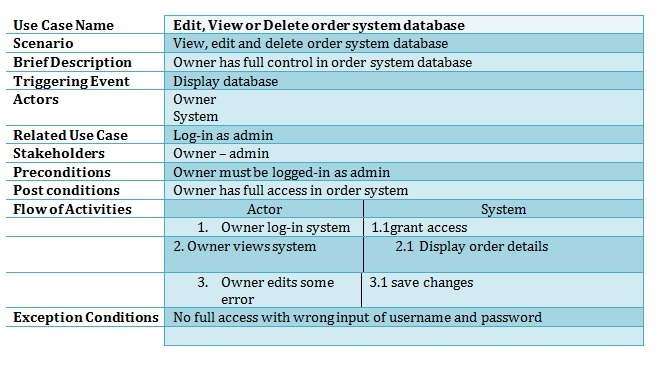 Use Case Name Edit, View or Delete order system database
Scenario View, edit and delete order system database
Brief Description Owner has full control in order system database
Triggering Event Display database
Actors Owner
System
Related Use Case Log-in as admin
Stakeholders Owner – admin
Preconditions Owner must be logged-in as admin
Post conditions Owner has full access in order system
Flow of Activities Actor System
1. Owner log-in system 1.1grant access
2. Owner views system 2.1 Display order details
3. Owner edits some 3.1 save changes
error
Exception Conditions No full access with wrong input of username and password